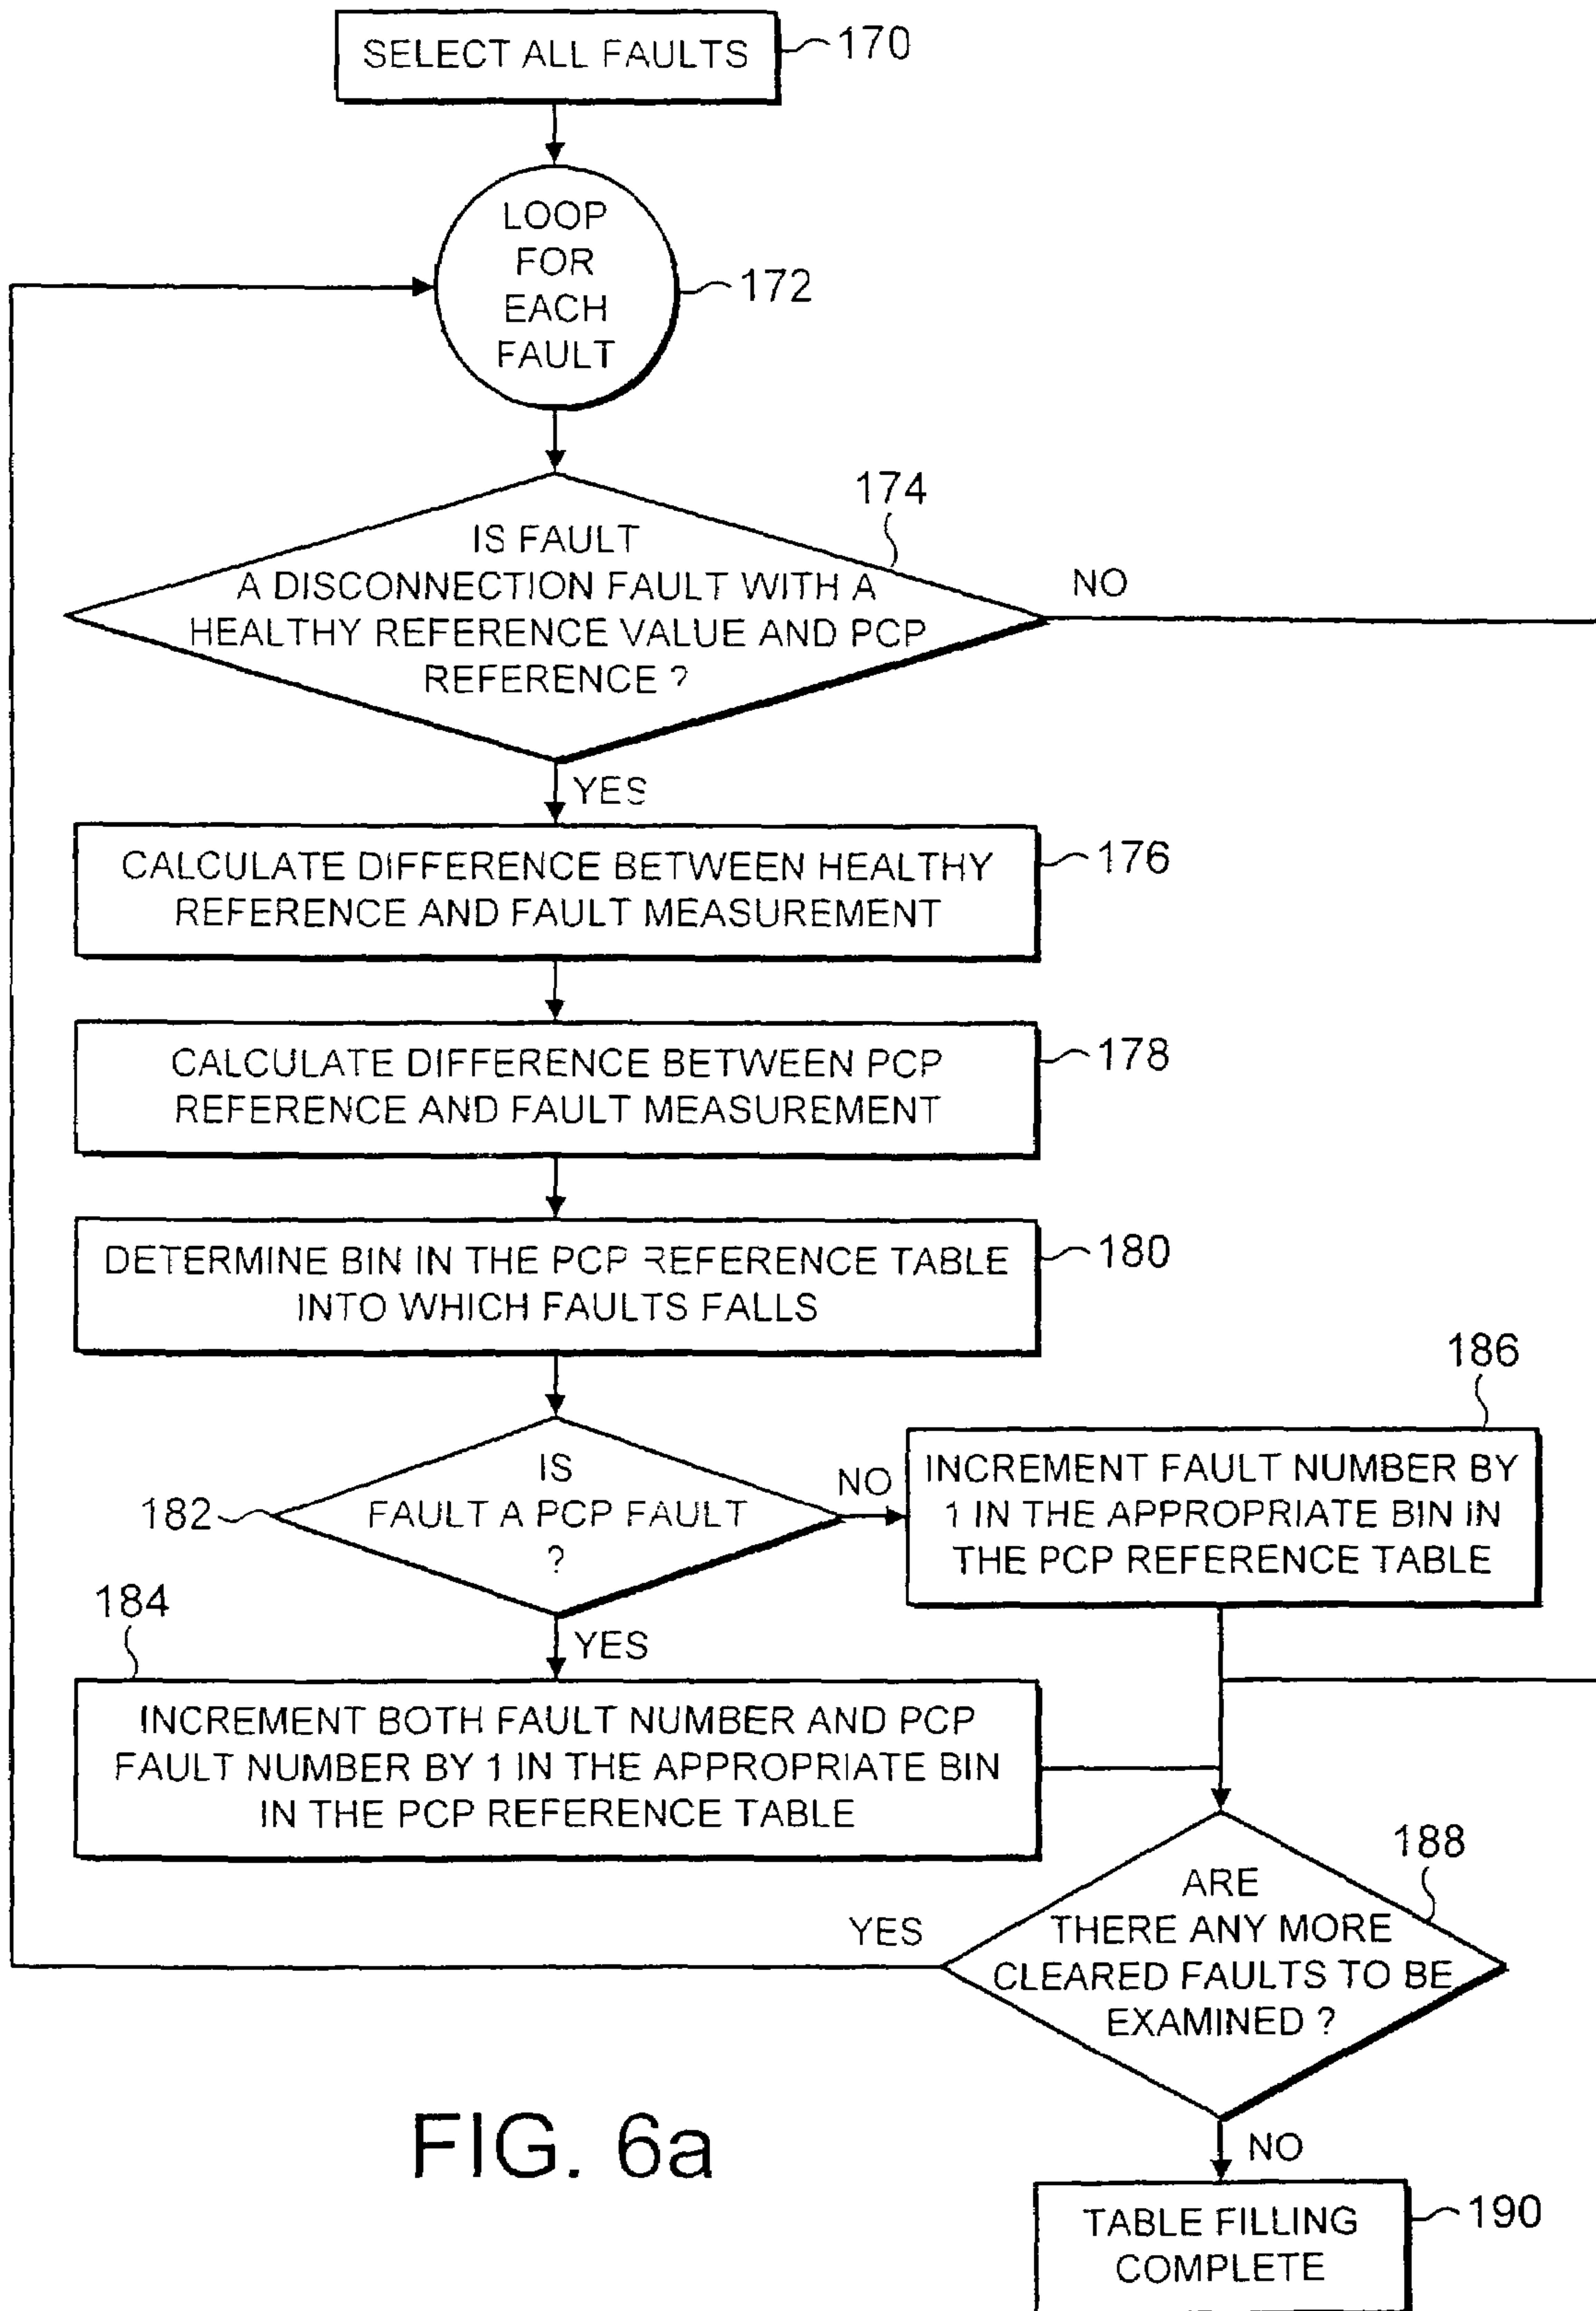 SELECT ALL FAULTS
170
LOOP
FOR
EACH
FAULT
172
174
IS FAULT
A DISCONNECTION FAULT WITH A
HEALTHY REFERENCE VALUE AND PCP
REFERENCE ?
NO
YES
CALCULATE DIFFERENCE BETWEEN HEALTHY
REFERENCE AND FAULT MEASUREMENT
176
CALCULATE DIFFERENCE BETWEEN PCP
REFERENCE AND FAULT MEASUREMENT
178
DETERMINE BIN IN THE PCP REFERENCE TABLE
INTO WHICH FAULTS FALLS
180
182
IS
FAULT A PCP FAULT
?
NO
186
INCREMENT FAULT NUMBER BY
1 IN THE APPROPRIATE BIN IN
THE PCP REFERENCE TABLE
YES
184
INCREMENT BOTH FAULT NUMBER AND PCP
FAULT NUMBER BY 1 IN THE APPROPRIATE BIN
IN THE PCP REFERENCE TABLE
188
ARE
THERE ANY MORE
CLEARED FAULTS TO BE
EXAMINED ?
YES
NO
TABLE FILLING
COMPLETE
190
FIG. 6a